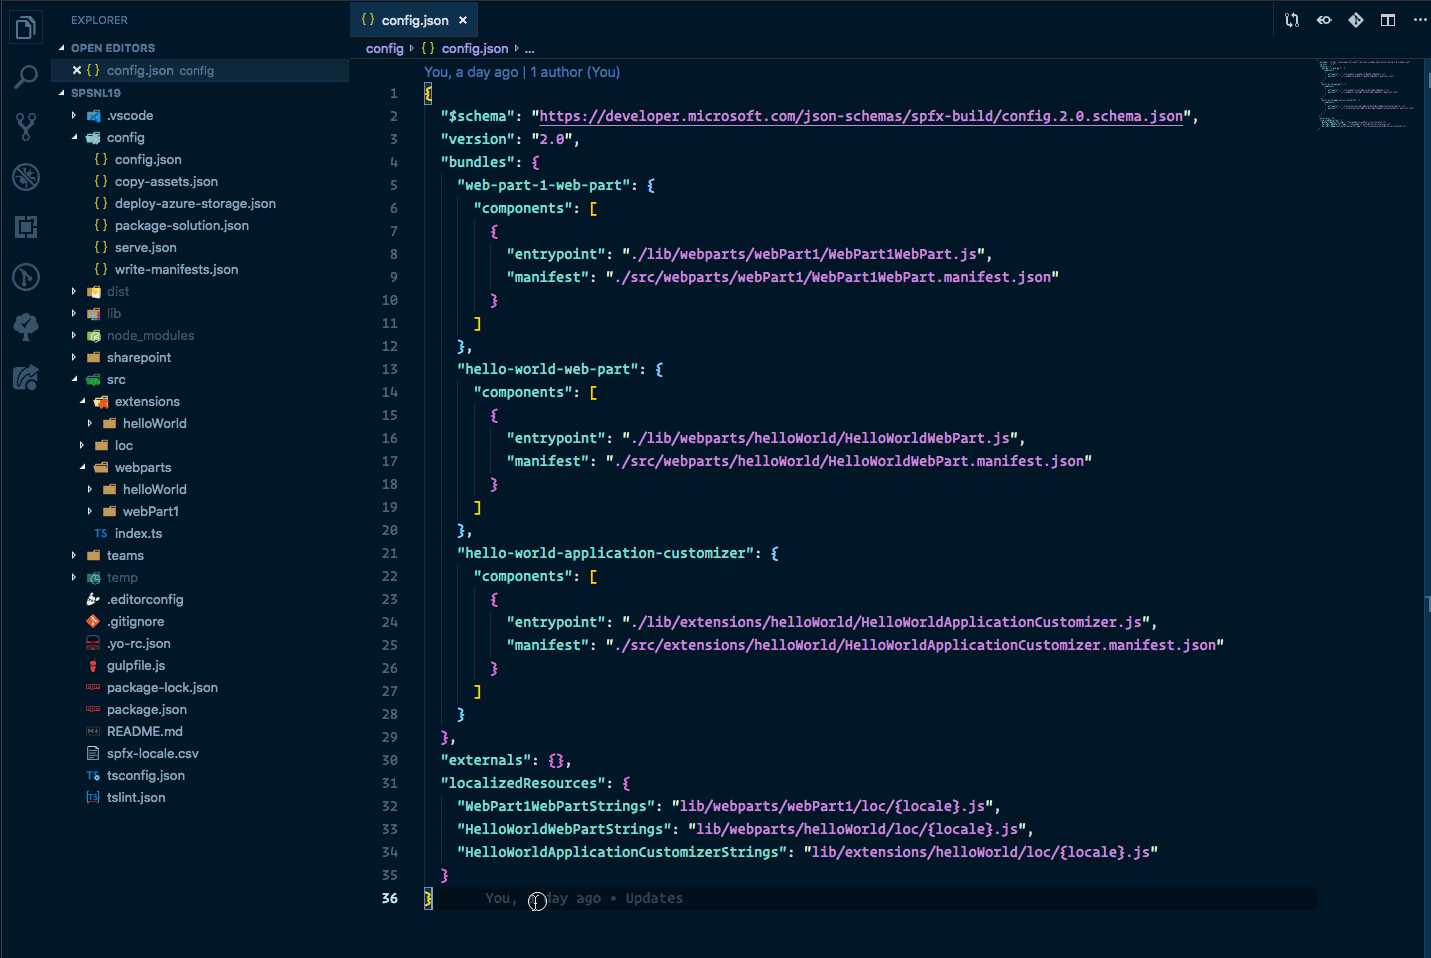 EXPLORER
OPEN EDITORS
{} config.json config
SPSNL19
.vscode
config
{} config.json
{} copy-assets.json
{} deploy-azure-storage.json
{} package-solution.json
{} serve.json
{} write-manifests.json
dist
lib
node_modules
sharepoint
src
extensions
helloWorld
loc
webparts
helloWorld
webPart1
TS index.ts
teams
temp
.editorconfig
.gitignore
.yo-rc.json
gulpfile.js
package-lock.json
package.json
README.md
spfx-locale.csv
tsconfig.json
tslint.json
{} config.json ×
config › {} config.json › ...
You, a day ago | 1 author (You)
1 {
2 "$schema": "https://developer.microsoft.com/json-schemas/spfx-build/config.2.0.schema.json",
3 "version": "2.0",
4 "bundles": {
5 "web-part-1-web-part": {
6 "components": [
7 {
8 "entrypoint": "./lib/webparts/webPart1/WebPart1WebPart.js",
9 "manifest": "./src/webparts/webPart1/WebPart1WebPart.manifest.json"
10 }
11 ]
12 },
13 "hello-world-web-part": {
14 "components": [
15 {
16 "entrypoint": "./lib/webparts/helloWorld/HelloWorldWebPart.js",
17 "manifest": "./src/webparts/helloWorld/HelloWorldWebPart.manifest.json"
18 }
19 ]
20 },
21 "hello-world-application-customizer": {
22 "components": [
23 {
24 "entrypoint": "./lib/extensions/helloWorld/HelloWorldApplicationCustomizer.js",
25 "manifest": "./src/extensions/helloWorld/HelloWorldApplicationCustomizer.manifest.json"
26 }
27 ]
28 }
29 },
30 "externals": {},
31 "localizedResources": {
32 "WebPart1WebPartStrings": "lib/webparts/webPart1/loc/{locale}.js",
33 "HelloWorldWebPartStrings": "lib/webparts/helloWorld/loc/{locale}.js",
34 "HelloWorldApplicationCustomizerStrings": "lib/extensions/helloWorld/loc/{locale}.js"
35 }
36 } You, a day ago • Updates